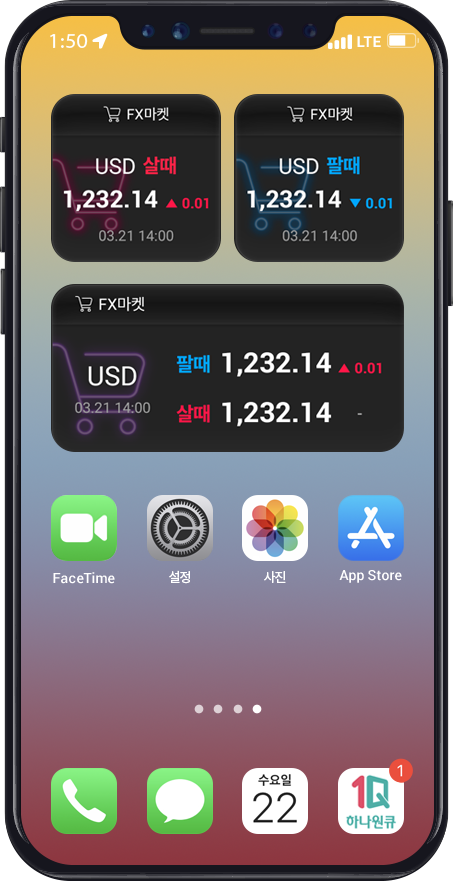 1:50 LTE
FX마켓 FX마켓
USD 살때 USD 팔때
1,232.14 ▲ 0.01 1,232.14 ▼ 0.01
03.21 14:00 03.21 14:00
FX마켓
USD
03.21 14:00
팔때 1,232.14 ▲ 0.01
살때 1,232.14 -
FaceTime 설정 사진 App Store
수요일
22
1
1Q
하나원큐